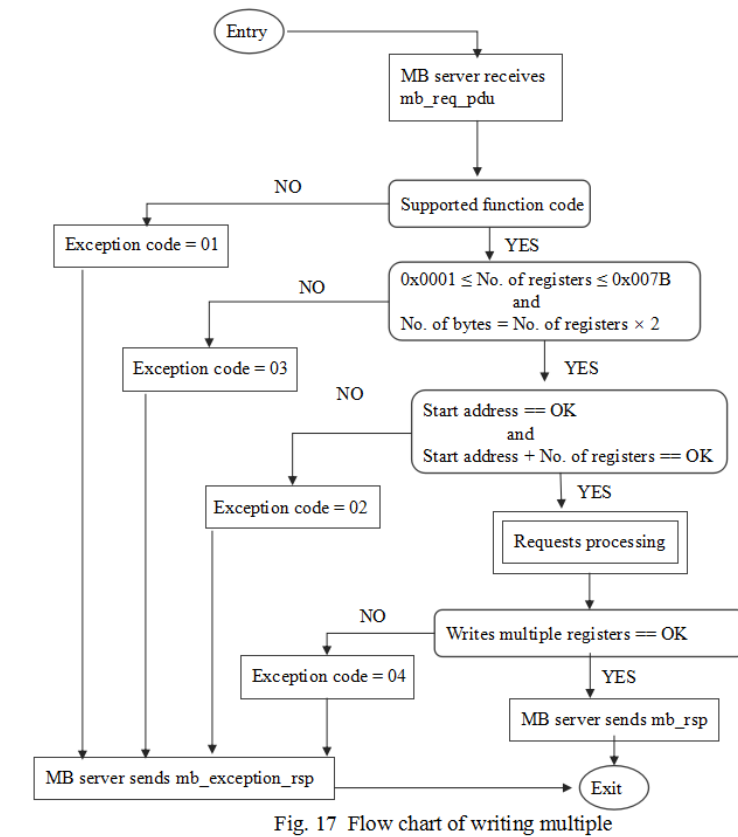 Entry
MB server receives
mb_req_pdu
NO
Supported function code
Exception code = 01
YES
NO
0x0001 ≤ No. of registers ≤ 0x007B
and
No. of bytes = No. of registers × 2
Exception code = 03
YES
NO
Start address == OK
and
Start address + No. of registers == OK
Exception code = 02
YES
Requests processing
NO
Writes multiple registers == OK
Exception code = 04
YES
MB server sends mb_rsp
MB server sends mb_exception_rsp
Exit
Fig. 17 Flow chart of writing multiple